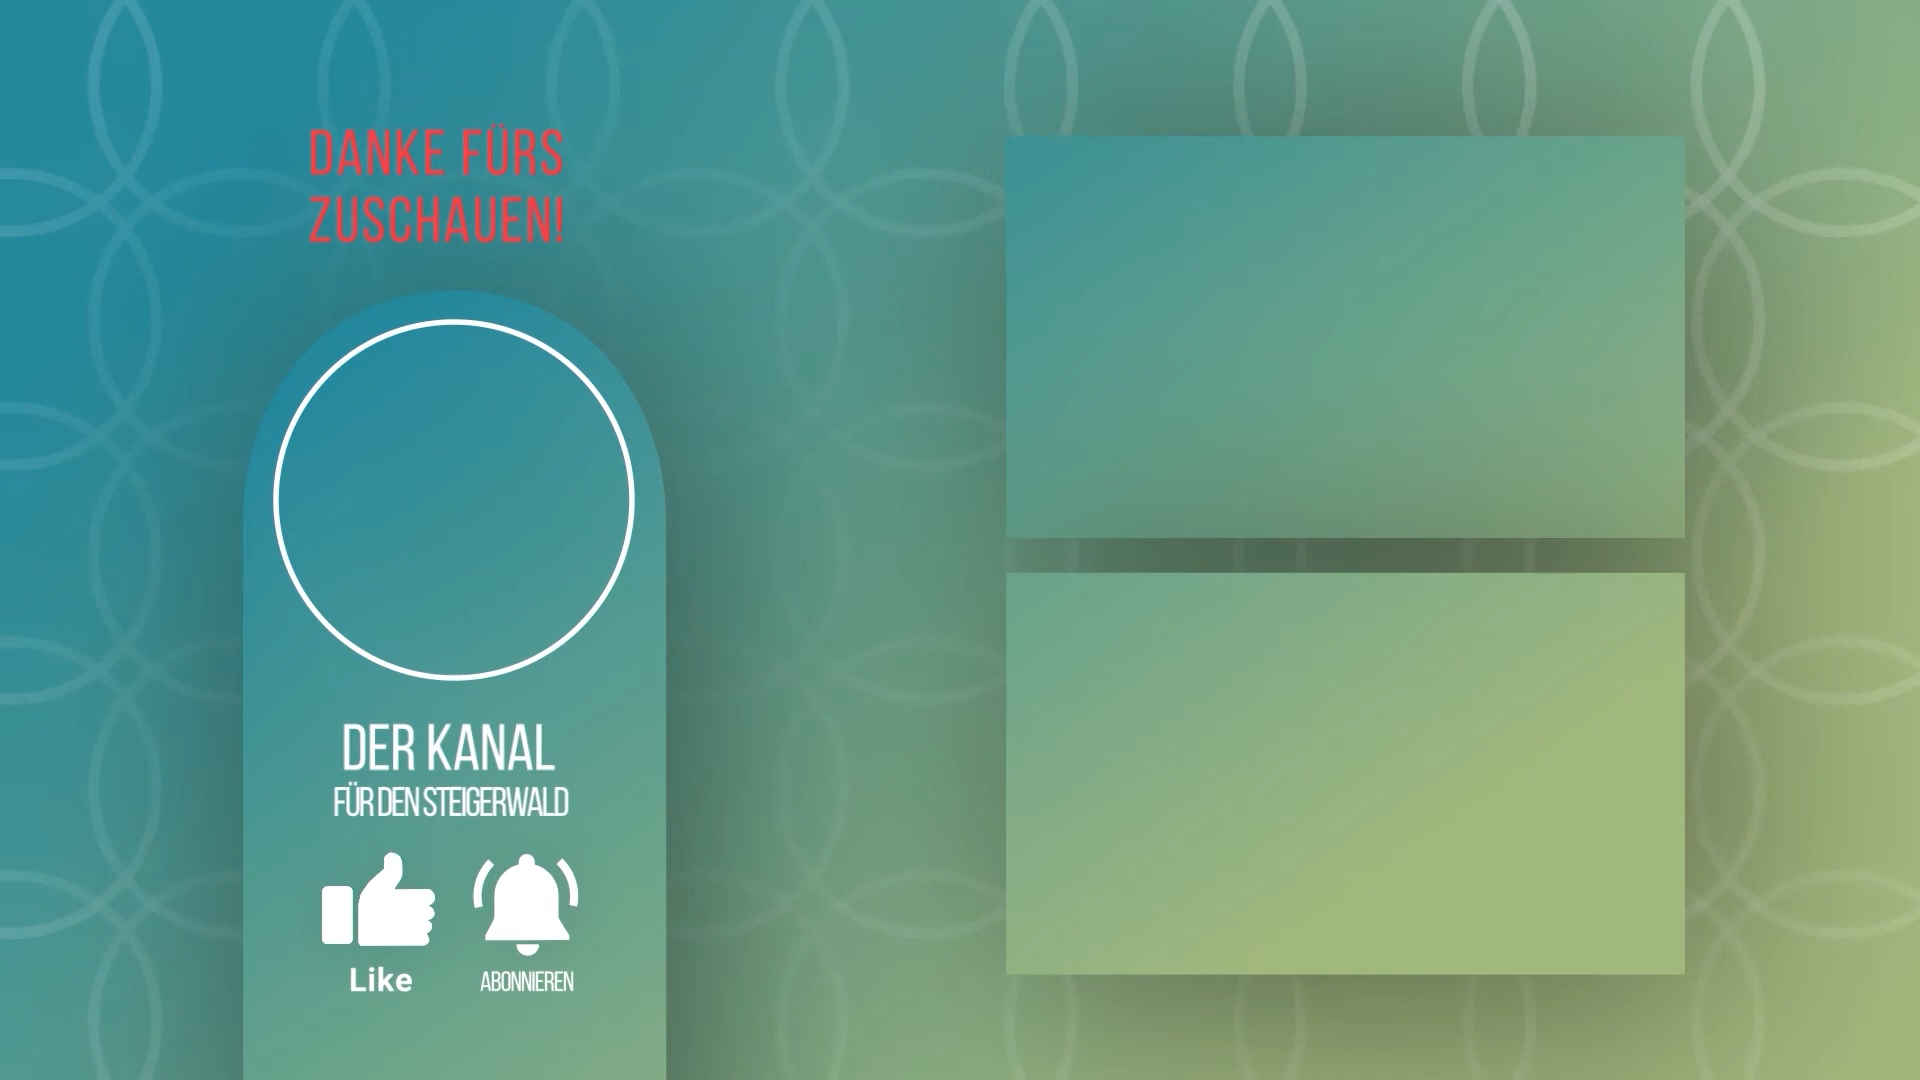 DANKE FÜRS
ZUSCHAUEN!
DER KANAL
FÜR DEN STEIGERWALD
Like
ABONNIEREN